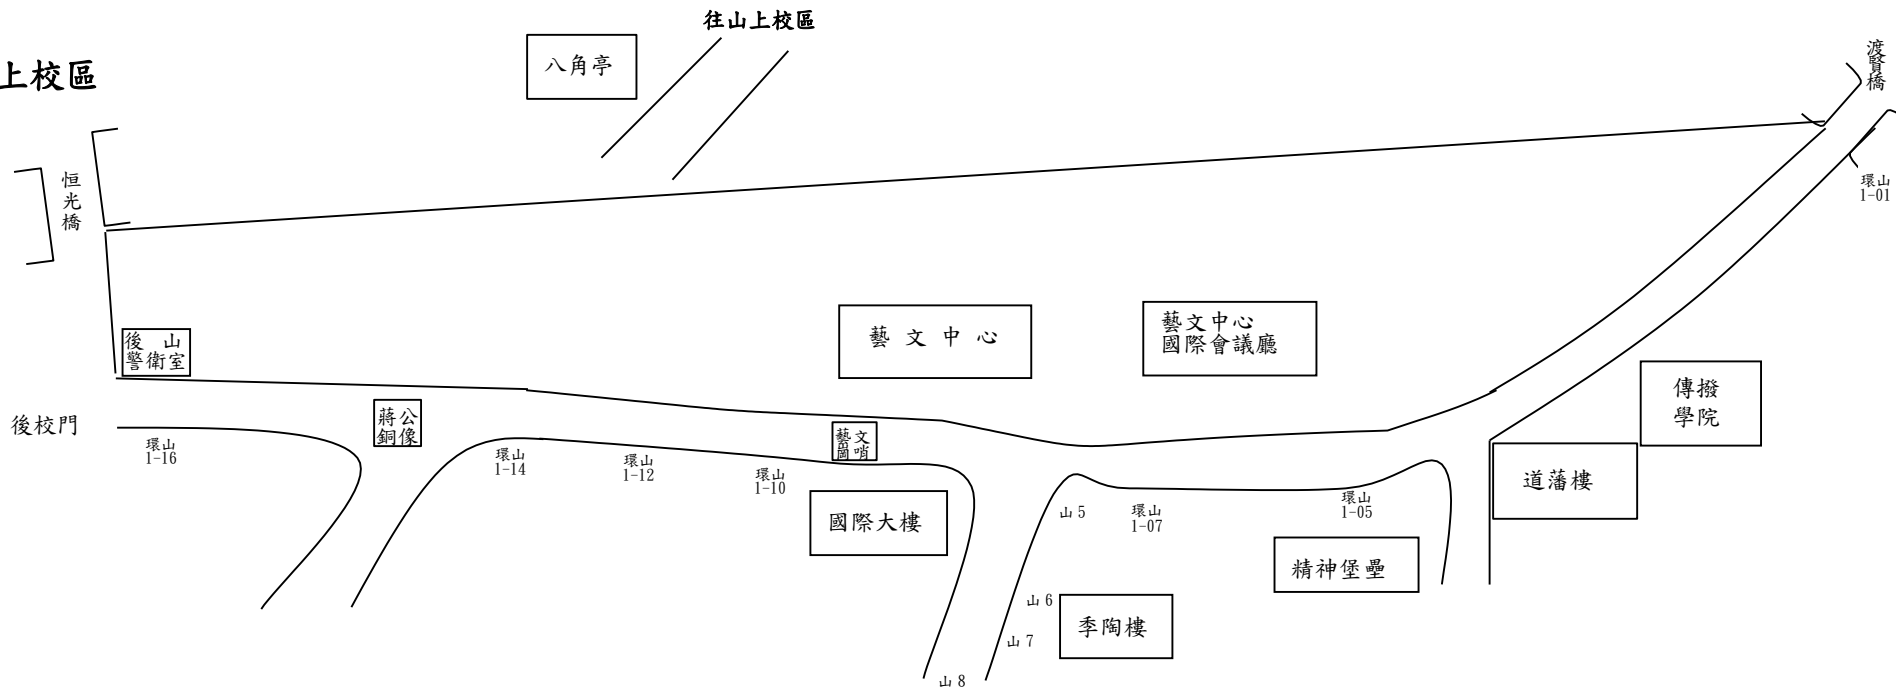 往山上校區
八角亭
上校區
渡賢橋
恒光橋
環山
1-01
藝文中心
藝文中心
國際會議廳
後 山
警衛室
傳撥
學院
後校門
蔣公
銅像
藝文
崗哨
環山
1-16
環山
1-14
環山
1-12
環山
1-10
道藩樓
國際大樓
山 5
環山
1-07
環山
1-05
精神堡壘
山 6
季陶樓
山 7
山 8